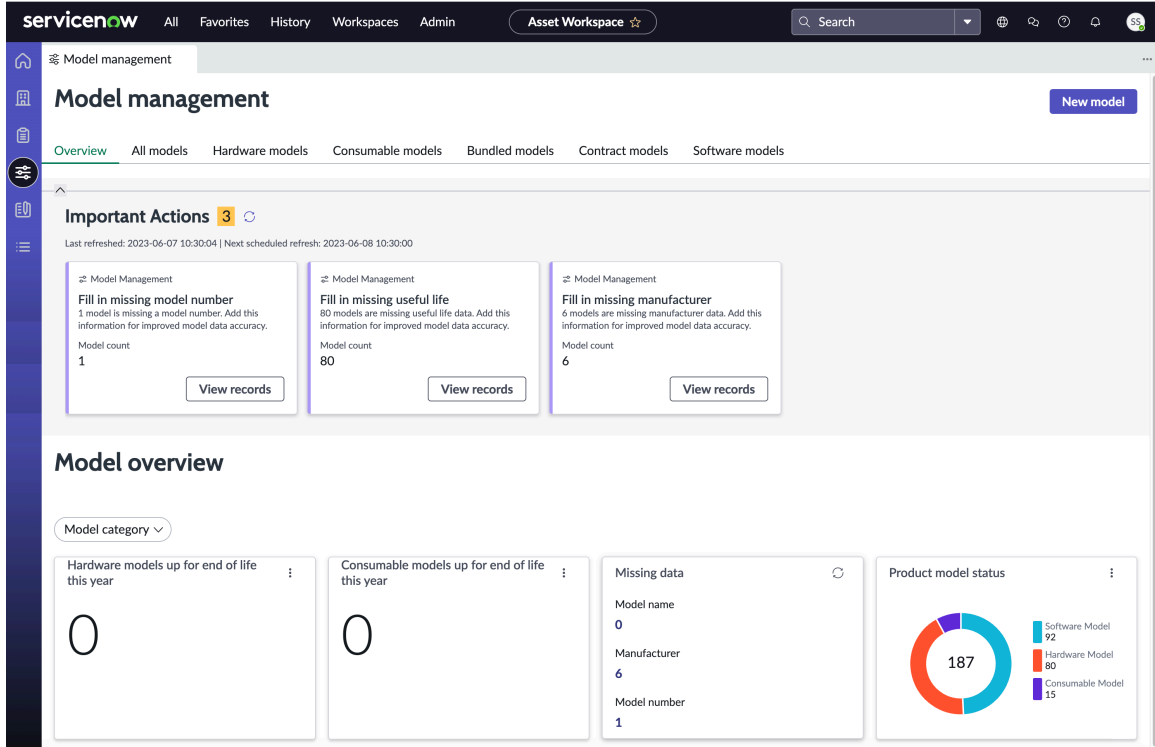 servicenow All Favorites History Workspaces Admin Asset Workspace Search SS
Model management
Model management
New model
Overview All models Hardware models Consumable models Bundled models Contract models Software models
Important Actions 3
Last refreshed: 2023-06-07 10:30:04 | Next scheduled refresh: 2023-06-08 10:30:00
Model Management
Fill in missing model number
1 model is missing a model number. Add this
information for improved model data accuracy.
Model count
1
View records
Model Management
Fill in missing useful life
80 models are missing useful life data. Add this
information for improved model data accuracy.
Model count
80
View records
Model Management
Fill in missing manufacturer
6 models are missing manufacturer data. Add this
information for improved model data accuracy.
Model count
6
View records
Model overview
Model category
Hardware models up for end of life
this year
0
Consumable models up for end of life
this year
0
Missing data
Model name
0
Manufacturer
6
Model number
1
Product model status
187
Software Model
92
Hardware Model
80
Consumable Model
15